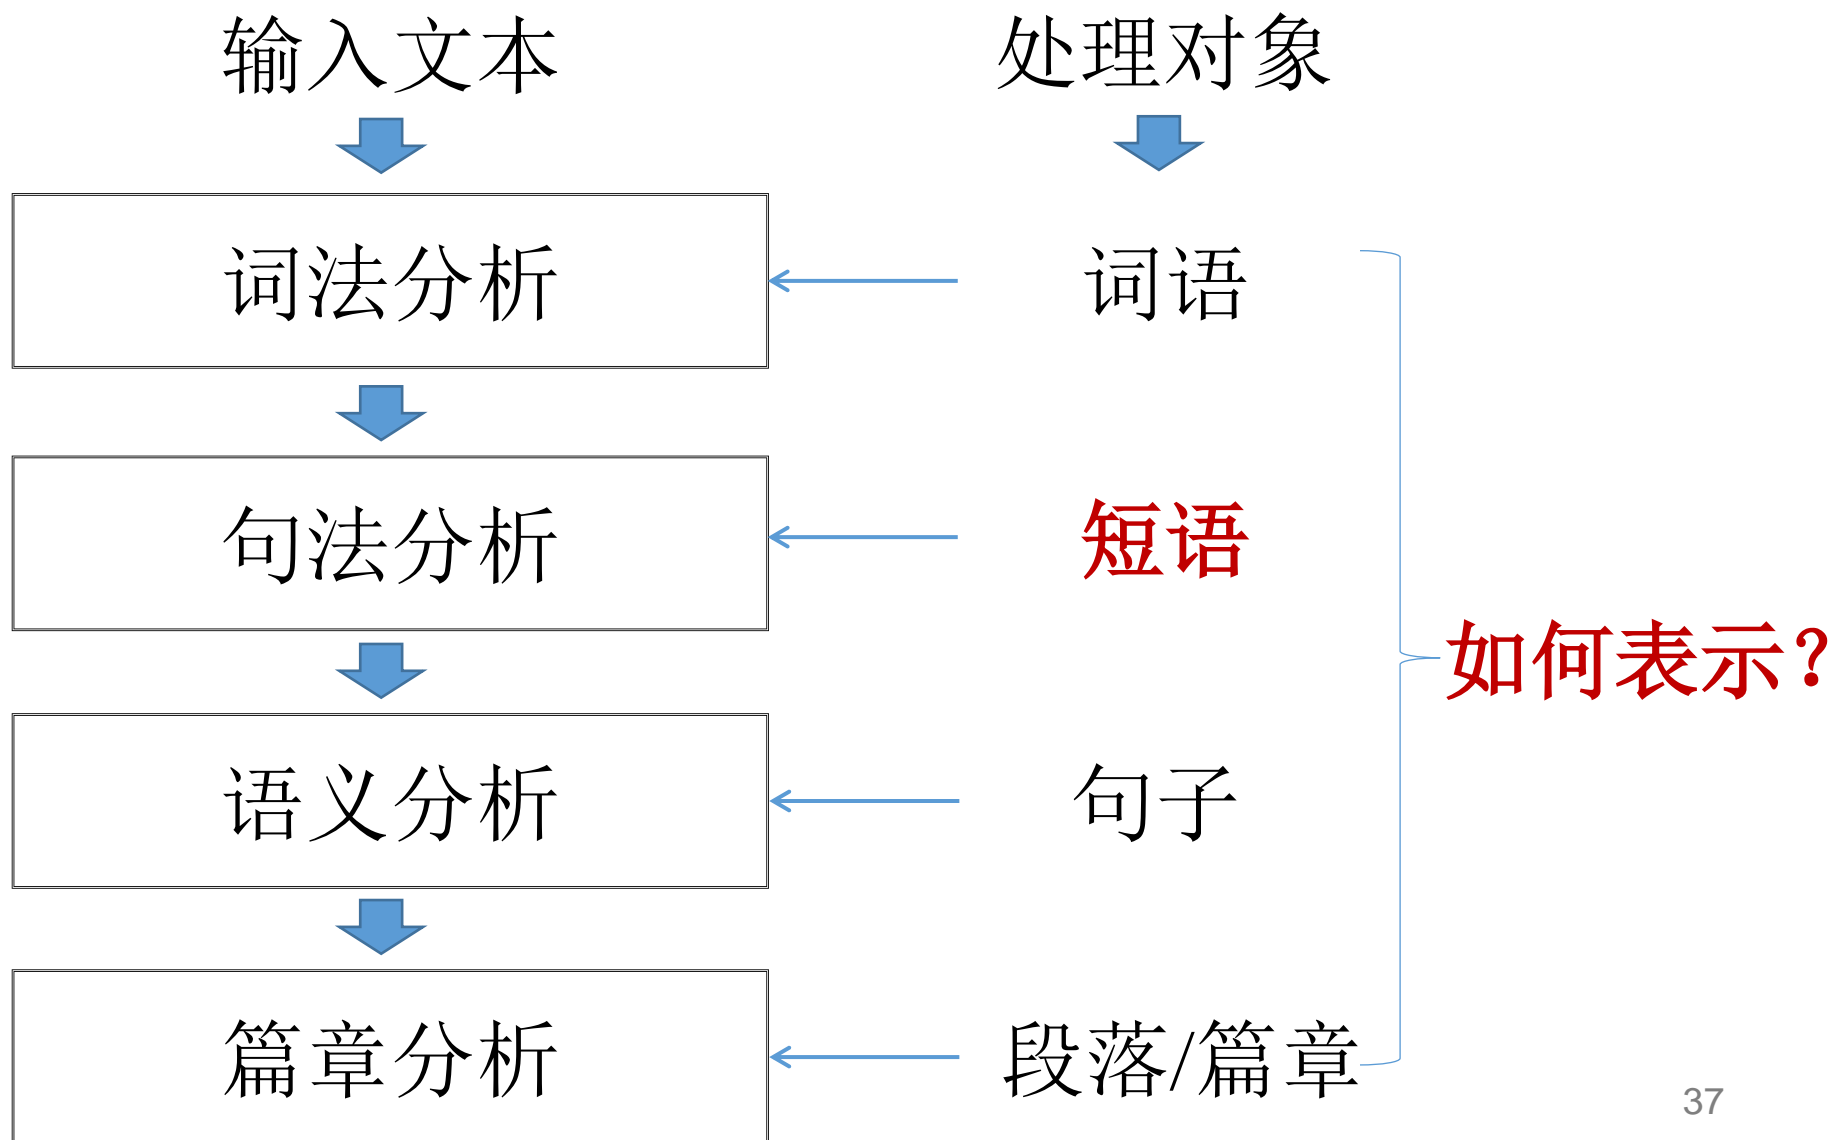 输入文本
处理对象
词法分析
词语
句法分析
短语
如何表示？
语义分析
句子
篇章分析
段落/篇章
37